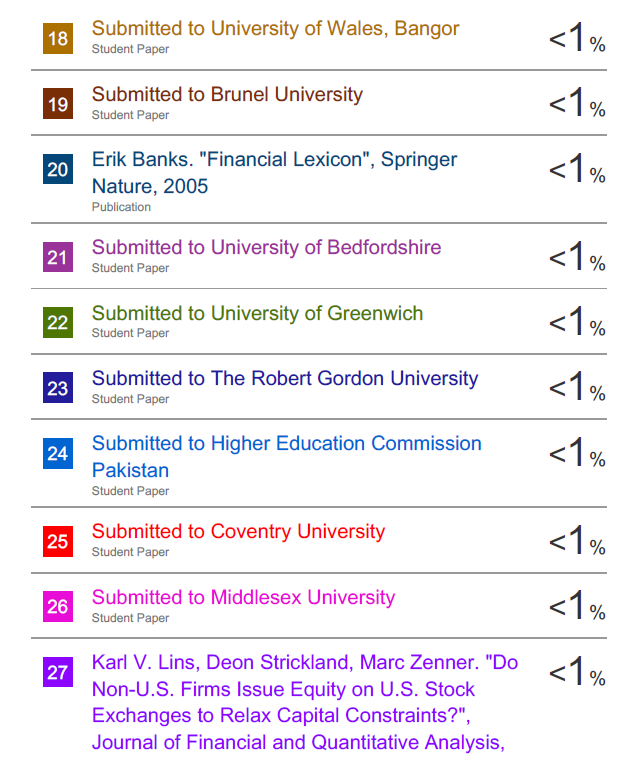 18 Submitted to University of Wales, Bangor <1%
Student Paper
19 Submitted to Brunel University <1%
Student Paper
20 Erik Banks. "Financial Lexicon", Springer <1%
Nature, 2005
Publication
21 Submitted to University of Bedfordshire <1%
Student Paper
22 Submitted to University of Greenwich <1%
Student Paper
23 Submitted to The Robert Gordon University <1%
Student Paper
24 Submitted to Higher Education Commission <1%
Pakistan
Student Paper
25 Submitted to Coventry University <1%
Student Paper
26 Submitted to Middlesex University <1%
Student Paper
27 Karl V. Lins, Deon Strickland, Marc Zenner. "Do <1%
Non-U.S. Firms Issue Equity on U.S. Stock
Exchanges to Relax Capital Constraints?",
Journal of Financial and Quantitative Analysis,